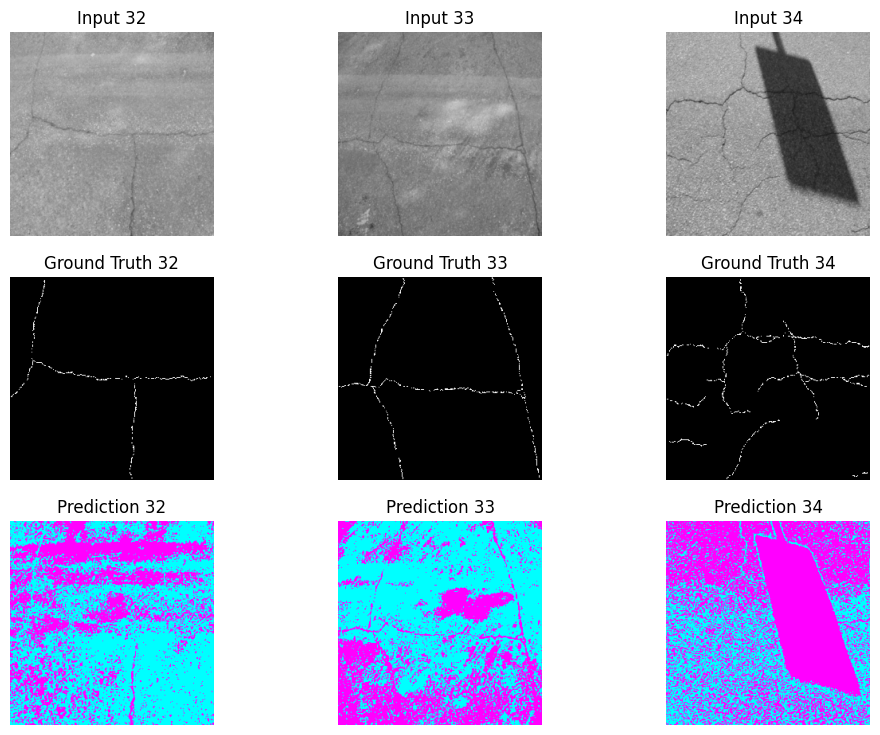 Input 32
Input 33
Input 34
Ground Truth 32
Ground Truth 33
Ground Truth 34
Prediction 32
Prediction 33
Prediction 34